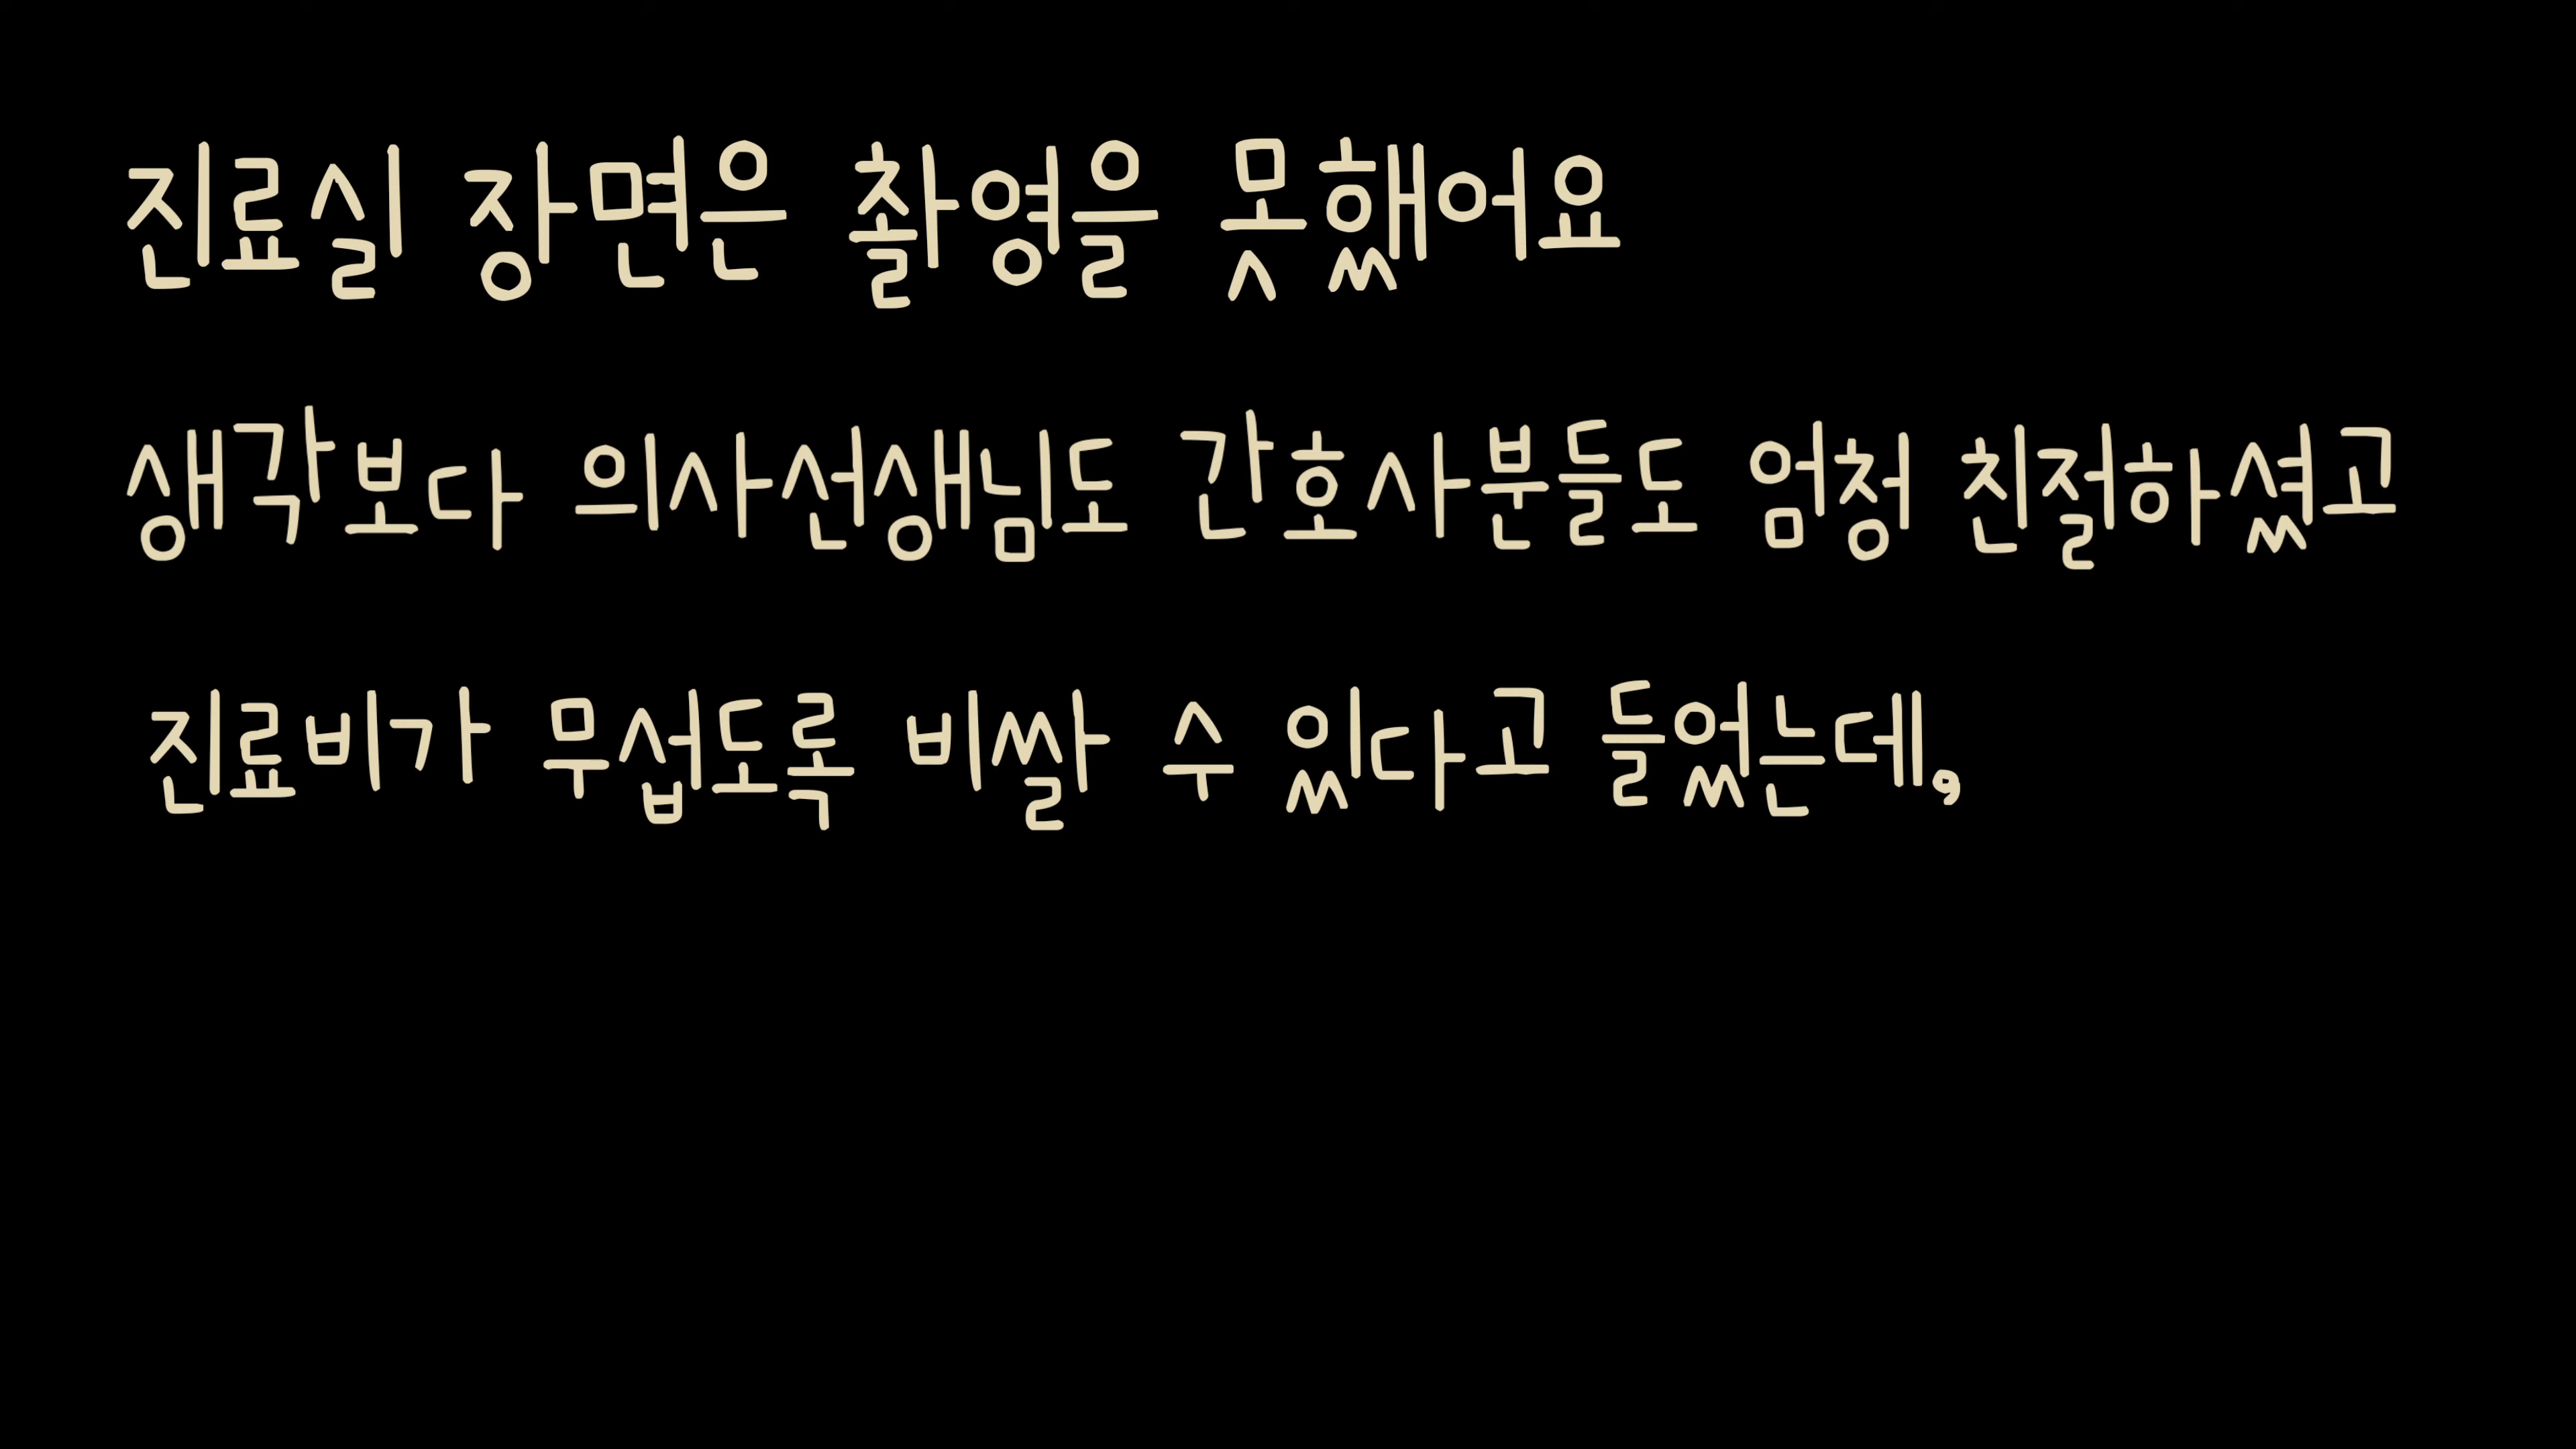 진료실 장면은 촬영을 못했어요
생각보다 의사선생님도 간호사분들도 엄청 친절하셨고
진료비가 무섭도록 비쌀 수 있다고 들었는데,